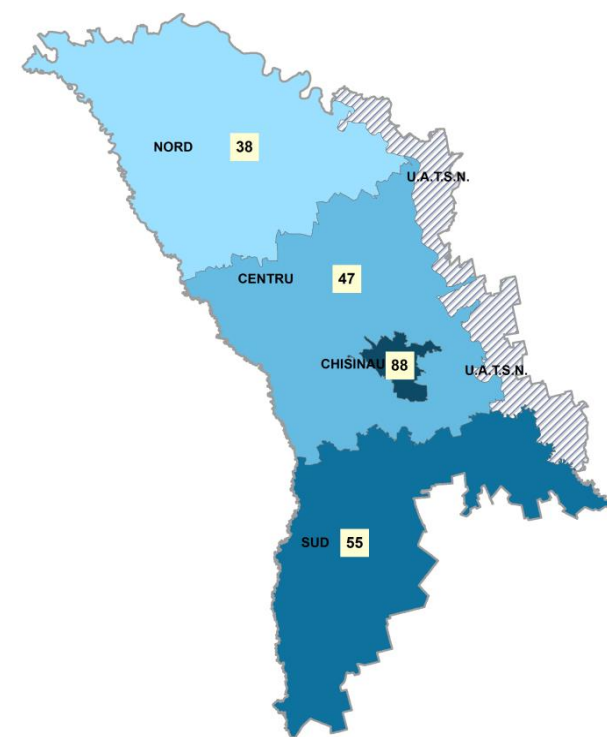 NORD 38
U.A.T.S.N.
CENTRU 47
CHIȘINAU 88
U.A.T.S.N.
SUD 55